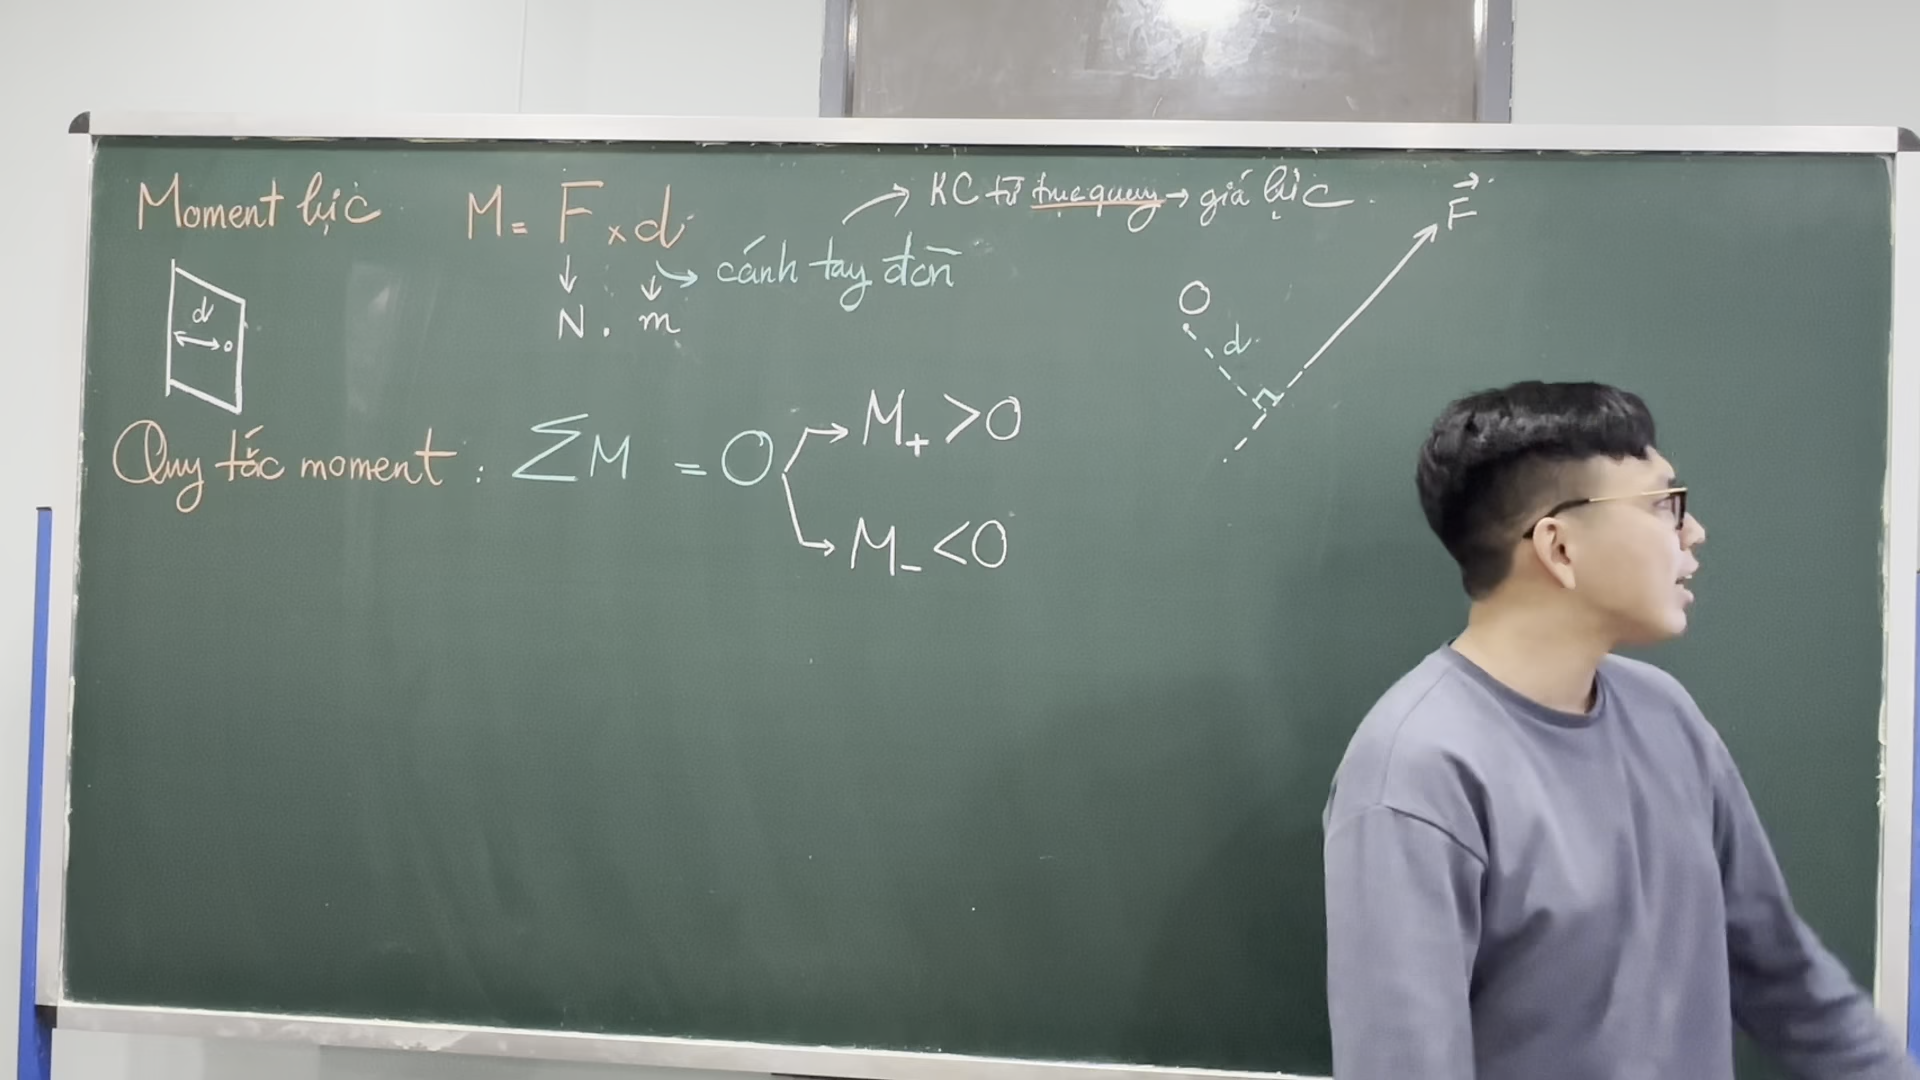 Moment lực M = F x d → KC từ trục quay → giá lực
→ cánh tay đòn
N . m
d
F
O
d
Quy tắc moment : ΣM = 0
M+ > 0
M- < 0